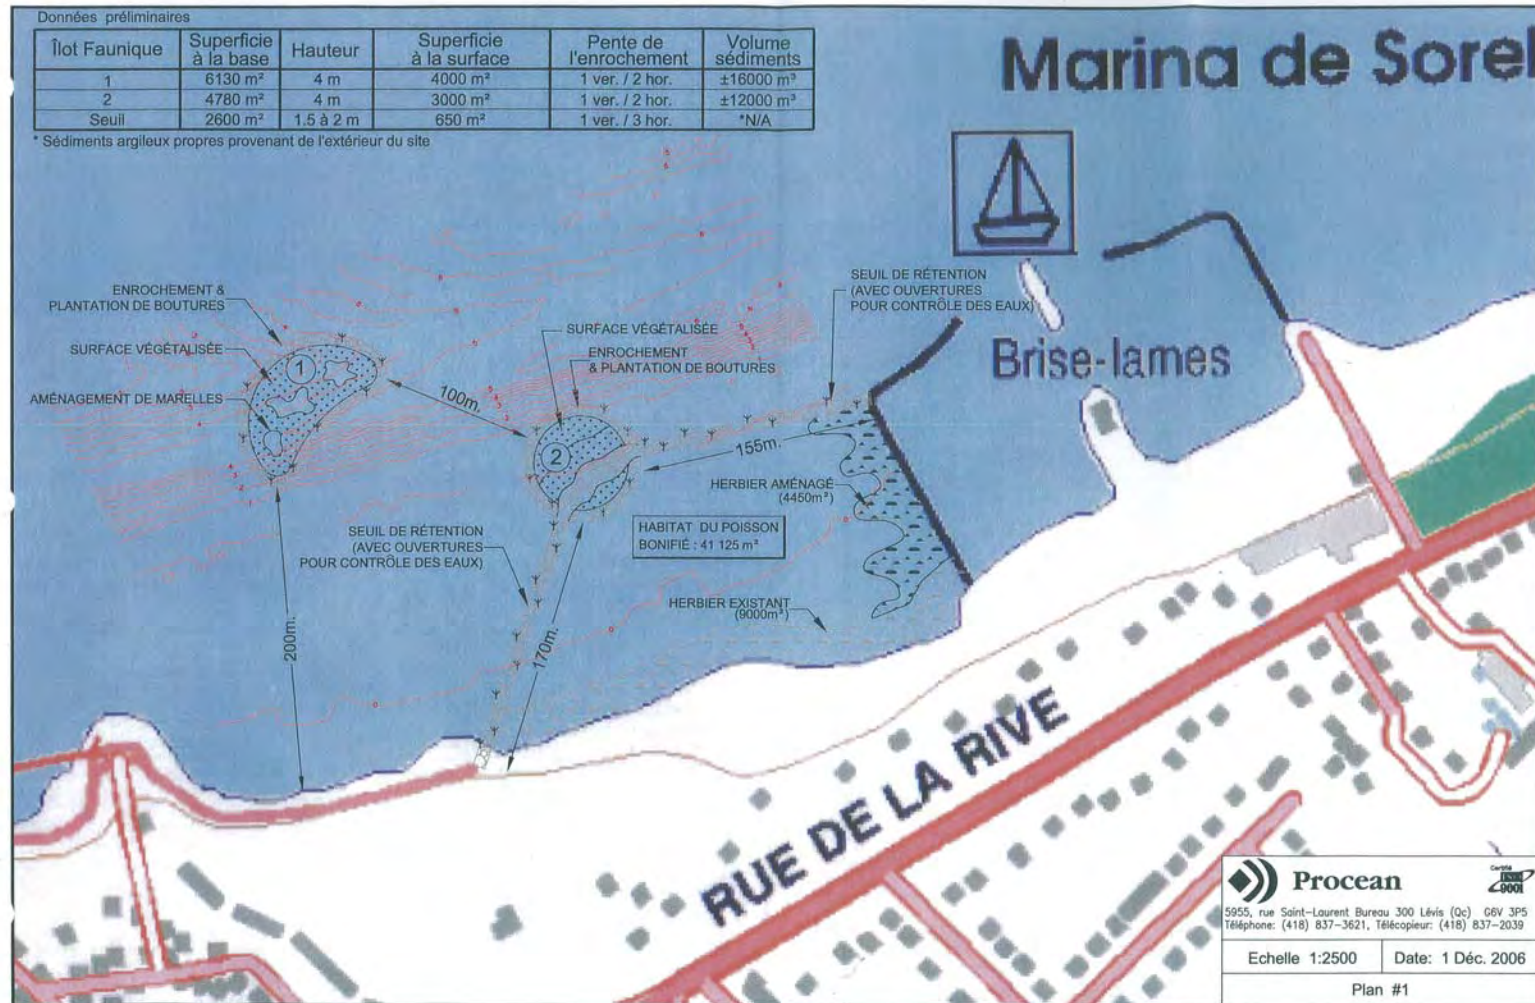 Données préliminaires
Îlot Faunique Superficie à la base Hauteur Superficie à la surface Pente de l'enrochement Volume sédiments
1 6130 m² 4 m 4000 m² 1 ver. / 2 hor. ±16000 m³
2 4780 m² 4 m 3000 m² 1 ver. / 2 hor. ±12000 m³
Seuil 2600 m² 1.5 à 2 m 650 m² 1 ver. / 3 hor. *N/A
* Sédiments argileux propres provenant de l'extérieur du site
Marina de Sorel
ENROCHEMENT &
PLANTATION DE BOUTURES
SURFACE VÉGÉTALISÉE
AMÉNAGEMENT DE MARELLES
1
100m.
SURFACE VÉGÉTALISÉE
ENROCHEMENT
& PLANTATION DE BOUTURES
2
SEUIL DE RÉTENTION
(AVEC OUVERTURES
POUR CONTRÔLE DES EAUX)
Brise-lames
155m.
HERBIER AMÉNAGÉ
(4450m²)
HABITAT DU POISSON
BONIFIÉ : 41 125 m²
SEUIL DE RÉTENTION
(AVEC OUVERTURES
POUR CONTRÔLE DES EAUX)
HERBIER EXISTANT
(9000m²)
200m.
170m.
RUE DE LA RIVE
Procean
Certifié
9001
5955, rue Saint-Laurent Bureau 300 Lévis (Qc) G6V 3P5
Téléphone: (418) 837-3621, Télécopieur: (418) 837-2039
Echelle 1:2500
Date: 1 Déc. 2006
Plan #1